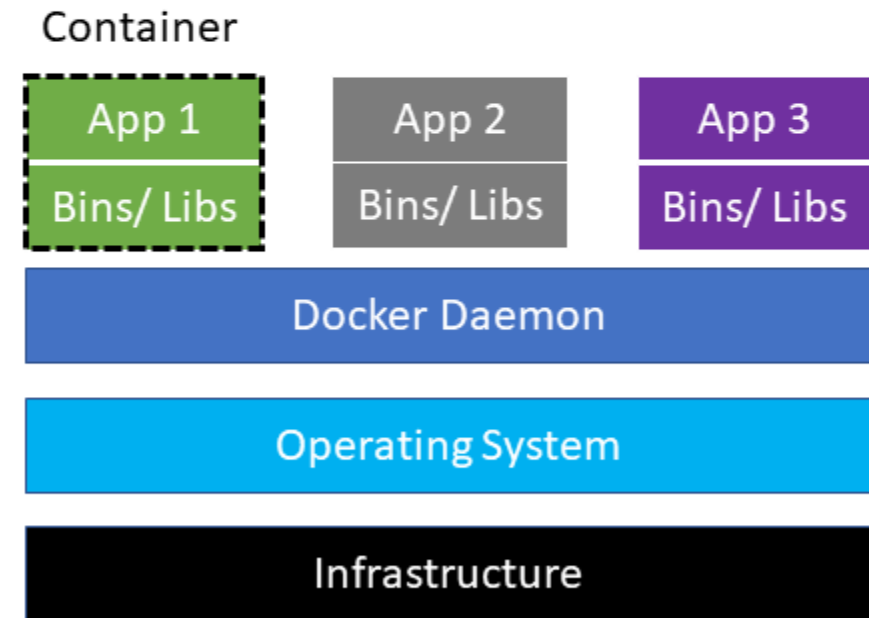 Container
App 1
App 2
App 3
Bins/ Libs
Bins/ Libs
Bins/ Libs
Docker Daemon
Operating System
Infrastructure